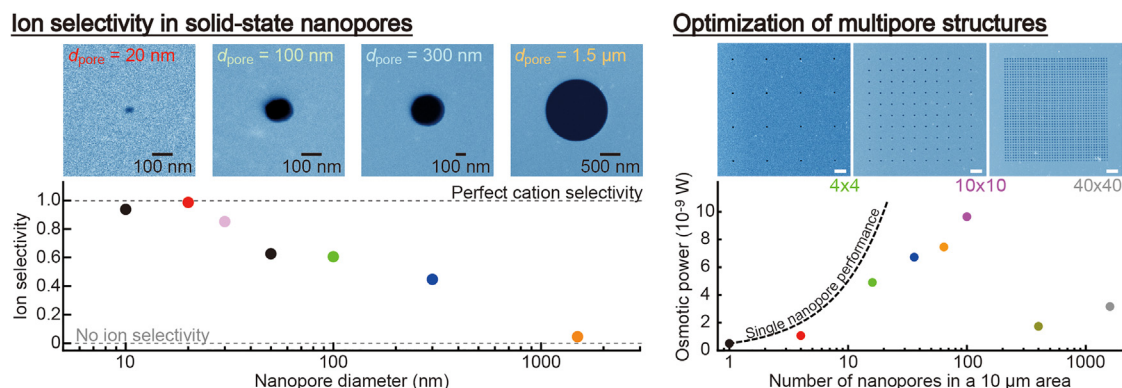 Ion selectivity in solid-state nanopores
dpore = 20 nm
dpore = 100 nm
dpore = 300 nm
dpore = 1.5 μm
100 nm
100 nm
100 nm
500 nm
Perfect cation selectivity
1.0
0.8
0.6
0.4
0.2
0
Ion selectivity
No ion selectivity
10
100
1000
Nanopore diameter (nm)
Optimization of multipore structures
4x4
10x10
40x40
10
8
6
4
2
0
Osmotic power (10⁻⁹ W)
Single nanopore performance
1
10
100
1000
Number of nanopores in a 10 μm area